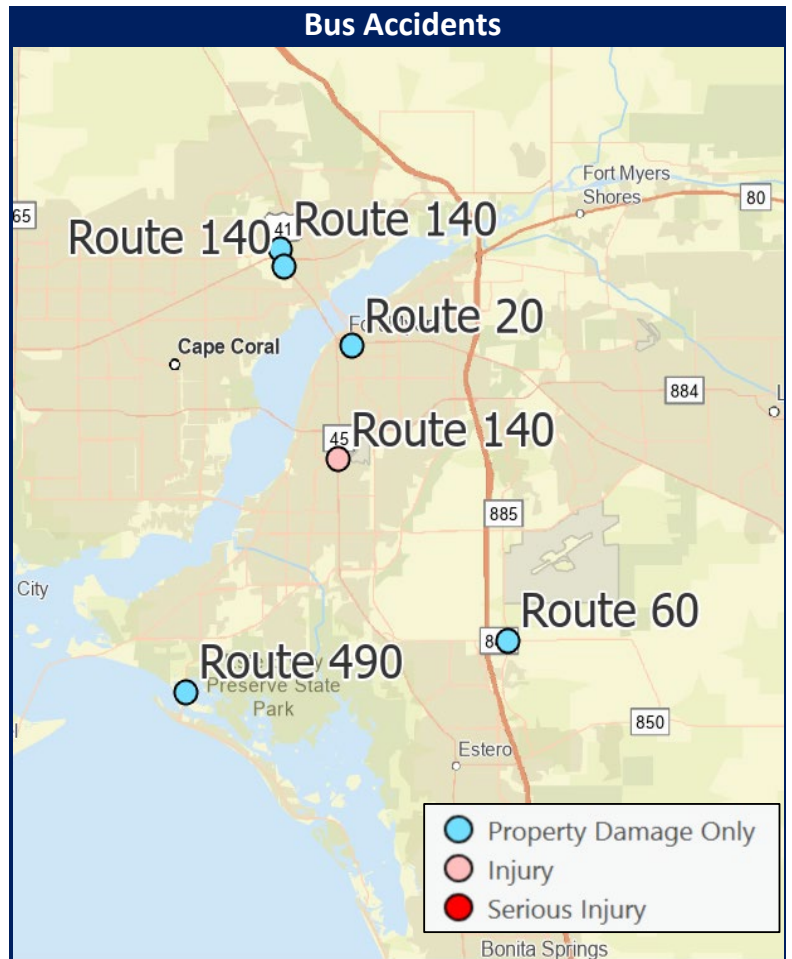 Bus Accidents
Fort Myers
Shores
80
65
41
Route 140
Route 140
Route 20
Cape Coral
884
45
Route 140
885
City
Route 60
Route 490
Preserve State
Park
850
Estero
Property Damage Only
Injury
Serious Injury
Bonita Springs